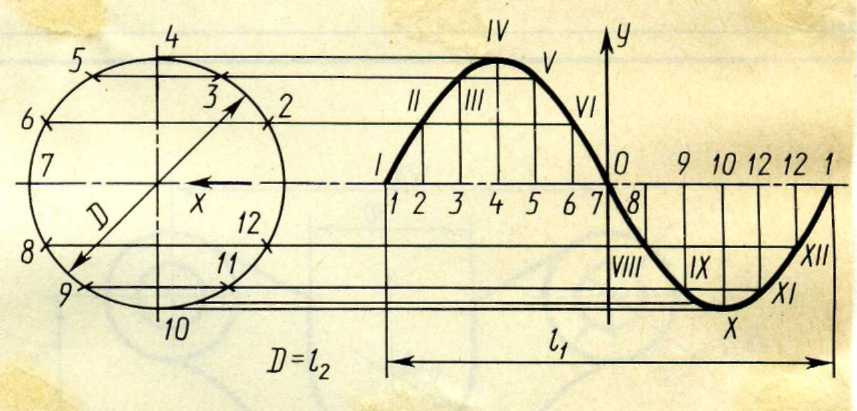 4 IV y
5 3 V
6 2 II III VI
7 I O 9 10 12 12 1
x 1 2 3 4 5 6 7 8
D
8 12 VIII IX XII
9 11 XI
10 X
D=l₂ l₁